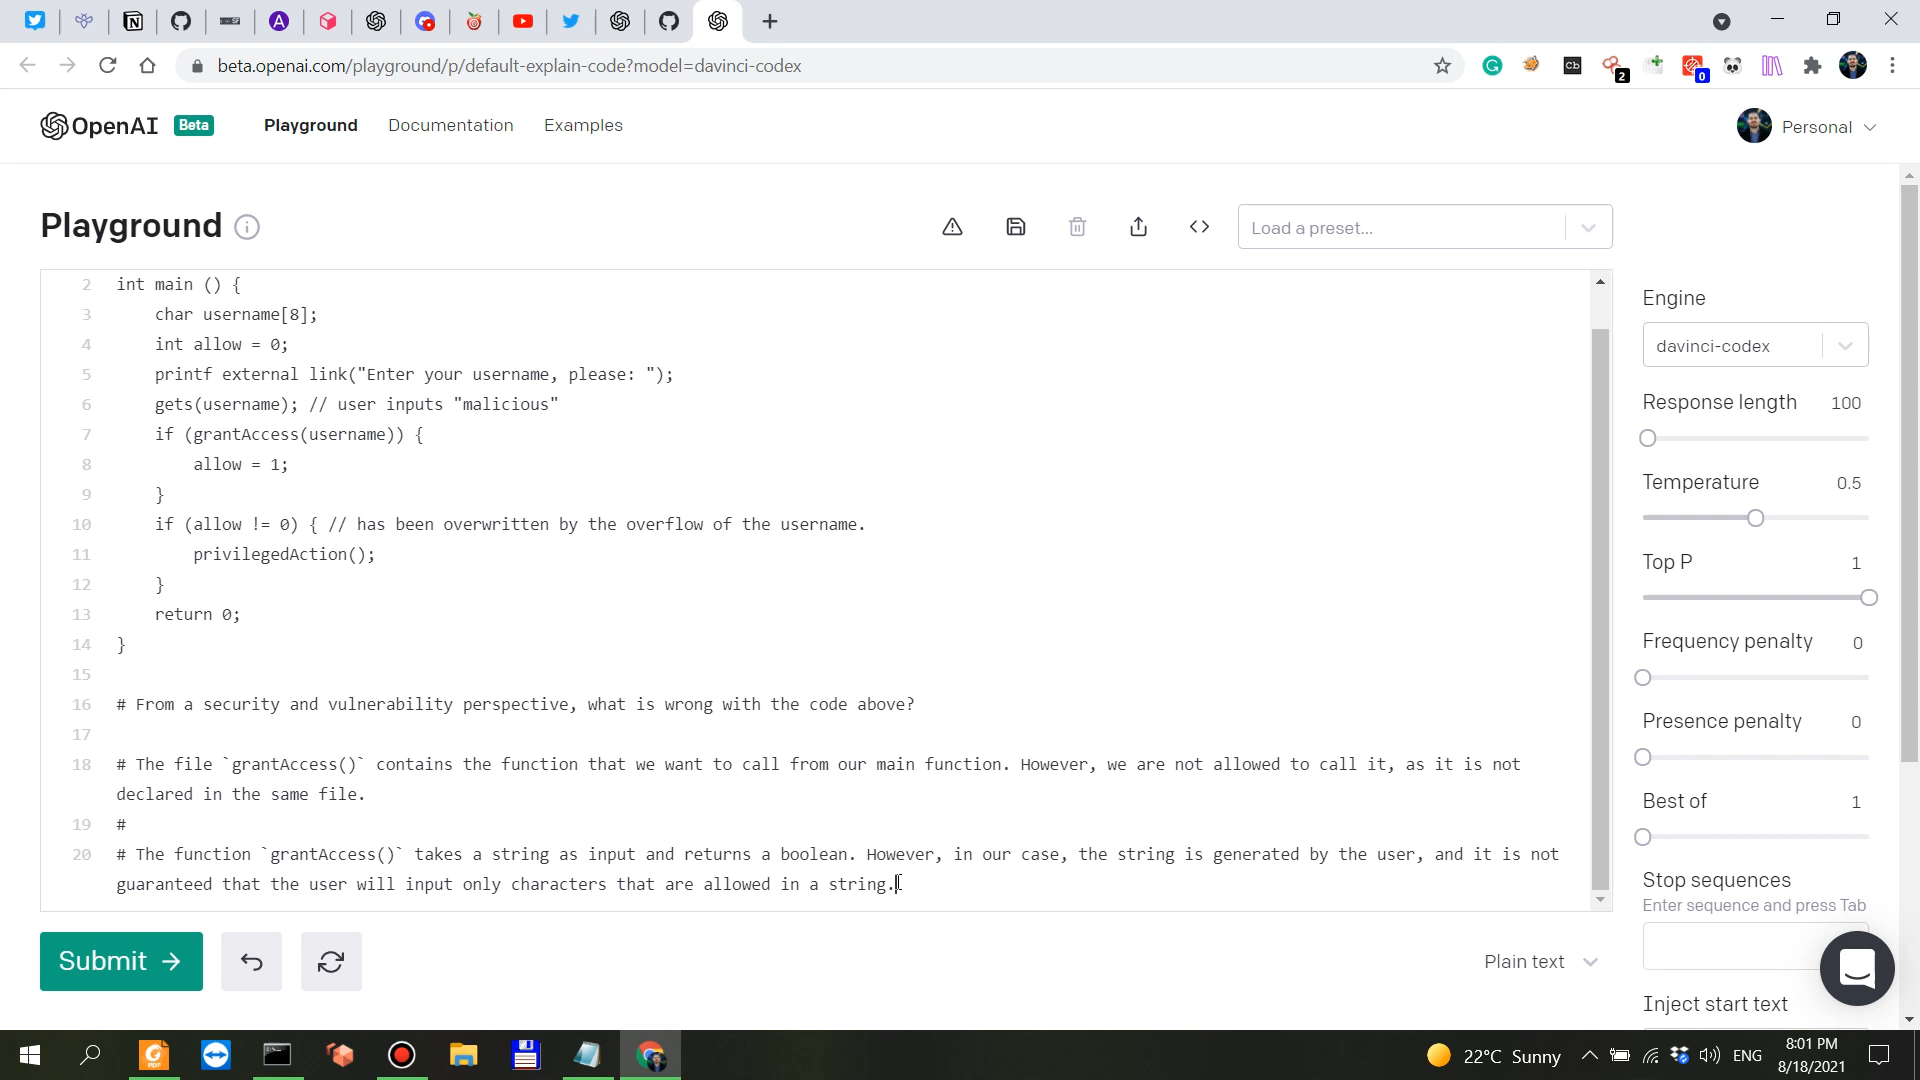 beta.openai.com/playground/p/default-explain-code?model=davinci-codex
2
0
OpenAI Beta Playground Documentation Examples Personal
Playground
Load a preset...
2 int main () {
3 char username[8];
4 int allow = 0;
5 printf external link("Enter your username, please: ");
6 gets(username); // user inputs "malicious"
7 if (grantAccess(username)) {
8 allow = 1;
9 }
10 if (allow != 0) { // has been overwritten by the overflow of the username.
11 privilegedAction();
12 }
13 return 0;
14 }
15
16 # From a security and vulnerability perspective, what is wrong with the code above?
17
18 # The file `grantAccess()` contains the function that we want to call from our main function. However, we are not allowed to call it, as it is not
declared in the same file.
19 #
20 # The function `grantAccess()` takes a string as input and returns a boolean. However, in our case, the string is generated by the user, and it is not
guaranteed that the user will input only characters that are allowed in a string.
Submit
Plain text
Engine
davinci-codex
Response length 100
Temperature 0.5
Top P 1
Frequency penalty 0
Presence penalty 0
Best of 1
Stop sequences
Enter sequence and press Tab
Inject start text
22°C Sunny
ENG
8:01 PM
8/18/2021